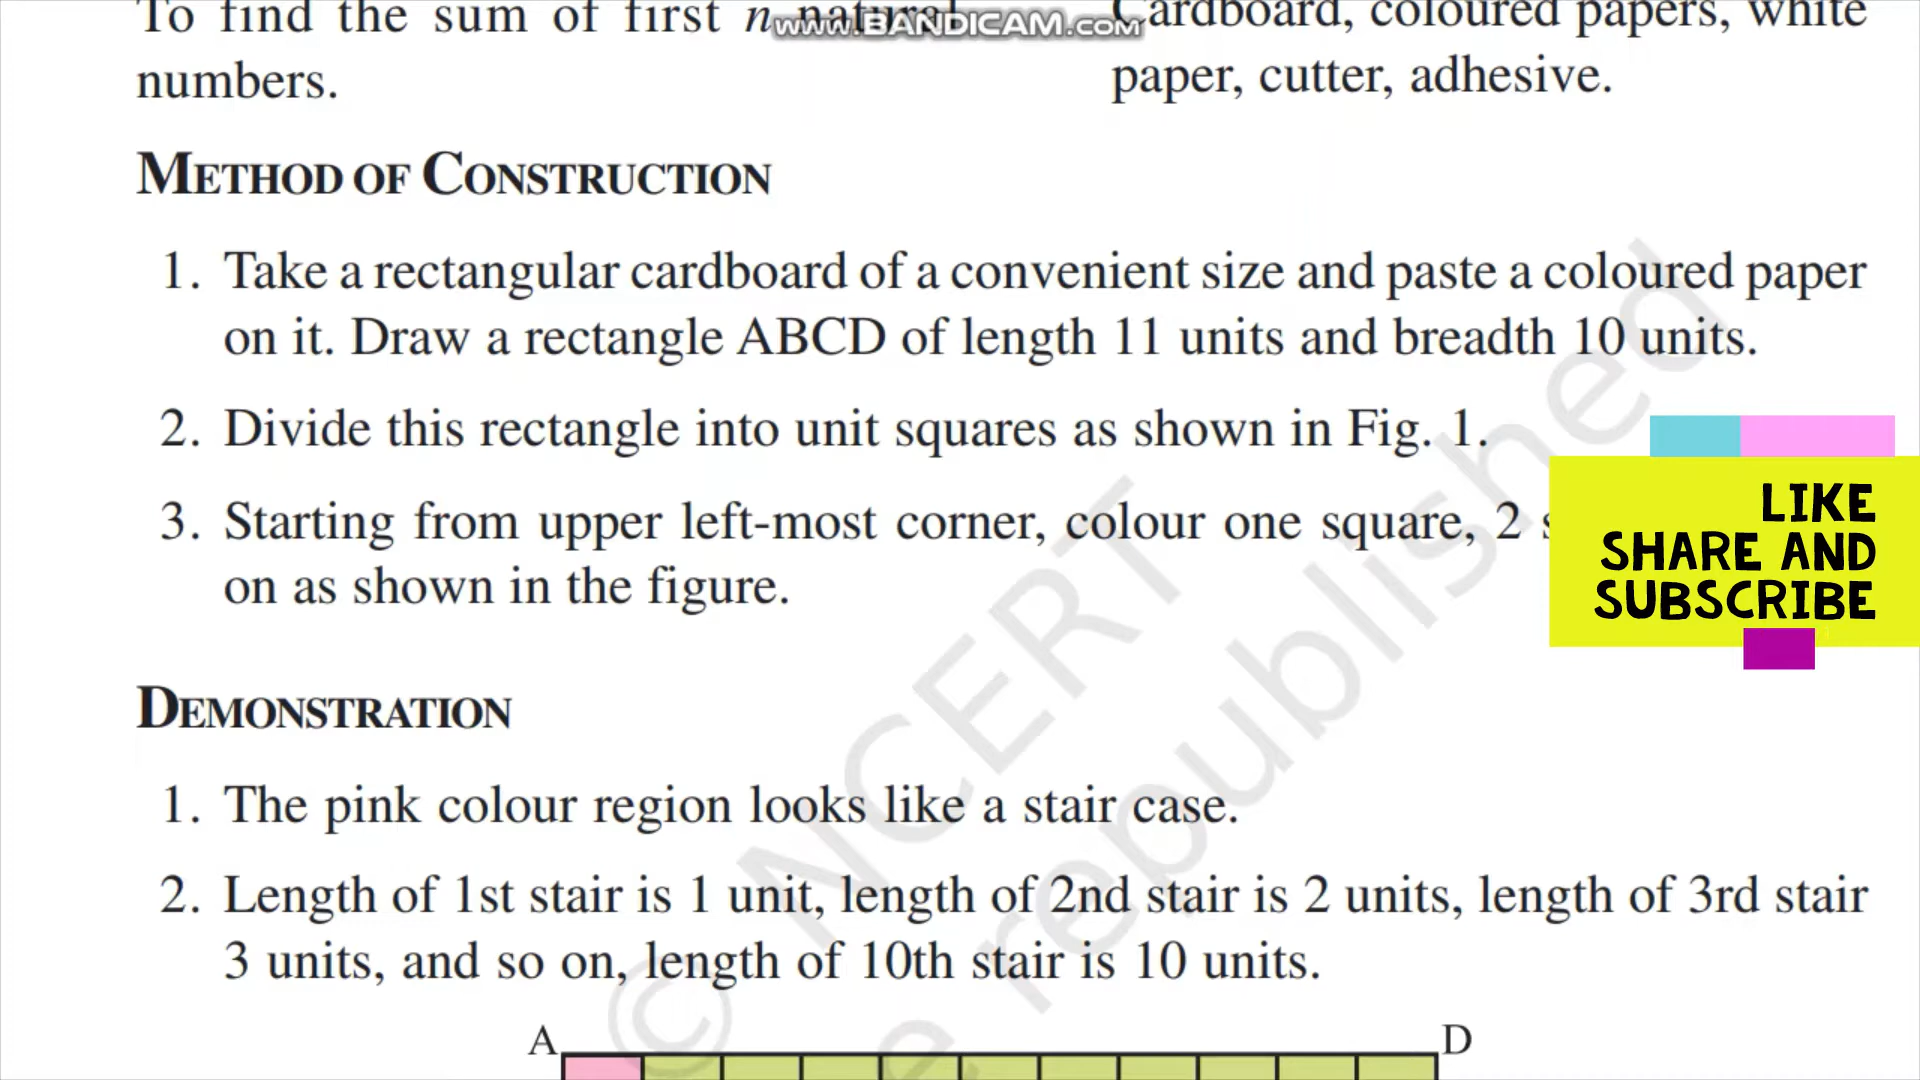 To find the sum of first n natural
numbers.
Cardboard, coloured papers, white
paper, cutter, adhesive.
www.BANDICAM.com
METHOD OF CONSTRUCTION
1. Take a rectangular cardboard of a convenient size and paste a coloured paper
on it. Draw a rectangle ABCD of length 11 units and breadth 10 units.
2. Divide this rectangle into unit squares as shown in Fig. 1.
3. Starting from upper left-most corner, colour one square, 2
on as shown in the figure.
LIKE
SHARE AND
SUBSCRIBE
DEMONSTRATION
1. The pink colour region looks like a stair case.
2. Length of 1st stair is 1 unit, length of 2nd stair is 2 units, length of 3rd stair
3 units, and so on, length of 10th stair is 10 units.
A D
© NCERT
e republished